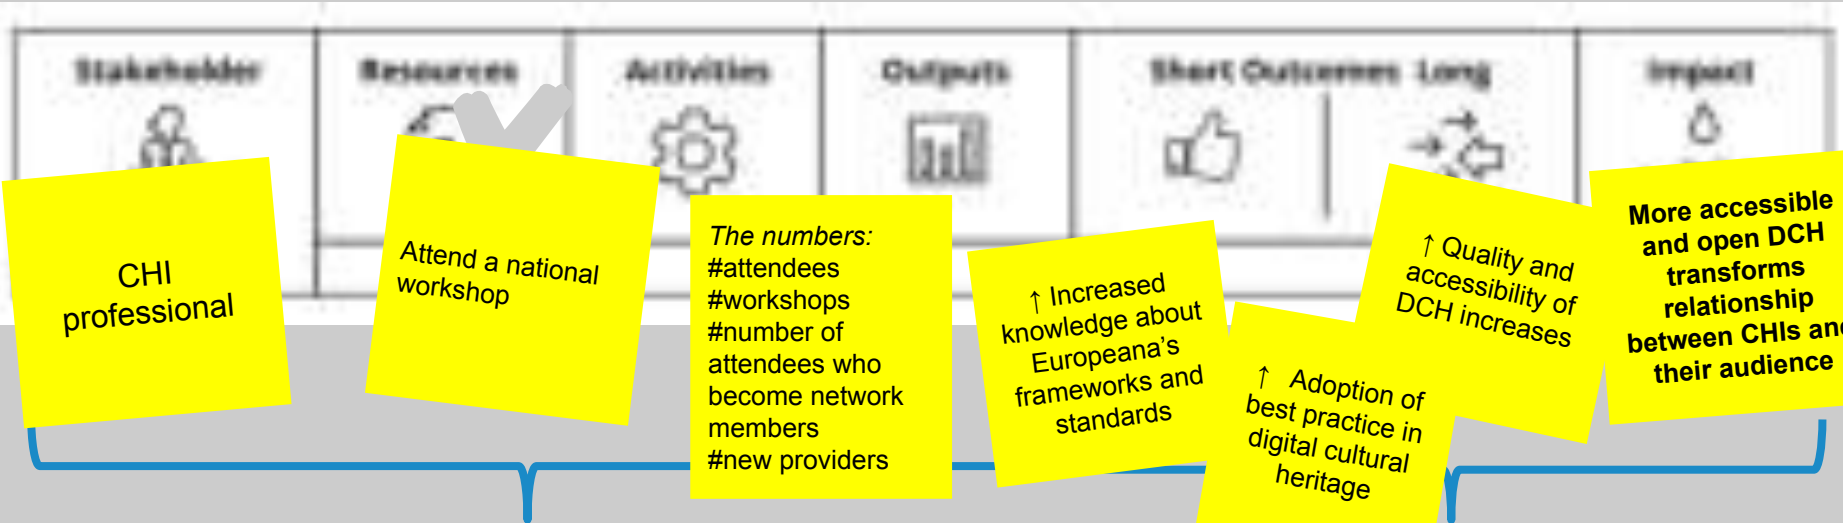 Stakeholder
Resources
Activities
Outputs
Short Outcomes Long
Impact
CHI
professional
Attend a national
workshop
The numbers:
#attendees
#workshops
#number of
attendees who
become network
members
#new providers
↑ Increased
knowledge about
Europeana's
frameworks and
standards
↑ Adoption of
best practice in
digital cultural
heritage
↑ Quality and
accessibility of
DCH increases
More accessible
and open DCH
transforms
relationship
between CHIs and
their audience